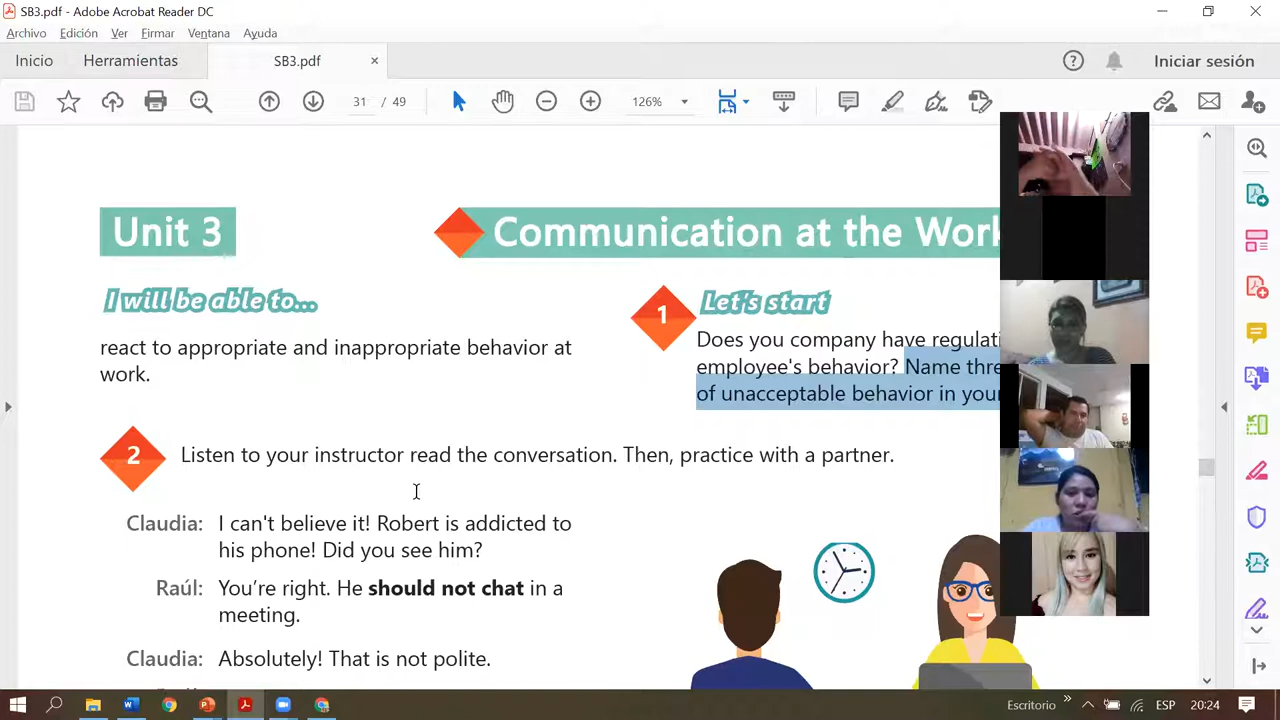 SB3.pdf - Adobe Acrobat Reader DC
Archivo Edición Ver Firmar Ventana Ayuda
Inicio Herramientas SB3.pdf Iniciar sesión
31 / 49 126%
Unit 3 Communication at the Work
I will be able to... 
react to appropriate and inappropriate behavior at
work.
1 Let's start
Does you company have regulati
employee's behavior? Name thre
of unacceptable behavior in your
2 Listen to your instructor read the conversation. Then, practice with a partner.
Claudia: I can't believe it! Robert is addicted to
his phone! Did you see him?
Raúl: You're right. He should not chat in a
meeting.
Claudia: Absolutely! That is not polite.
Escritorio ESP 20:24